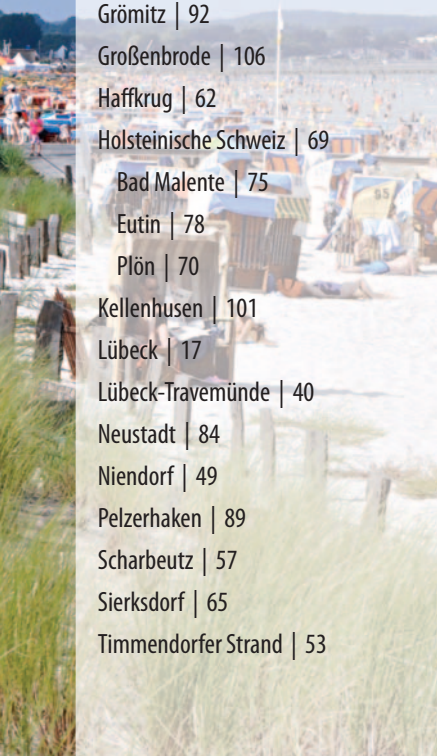 Grömitz | 92
Großenbrode | 106
Haffkrug | 62
Holsteinische Schweiz | 69
Bad Malente | 75
Eutin | 78
Plön | 70
Kellenhusen | 101
Lübeck | 17
Lübeck-Travemünde | 40
Neustadt | 84
Niendorf | 49
Pelzerhaken | 89
Scharbeutz | 57
Sierksdorf | 65
Timmendorfer Strand | 53